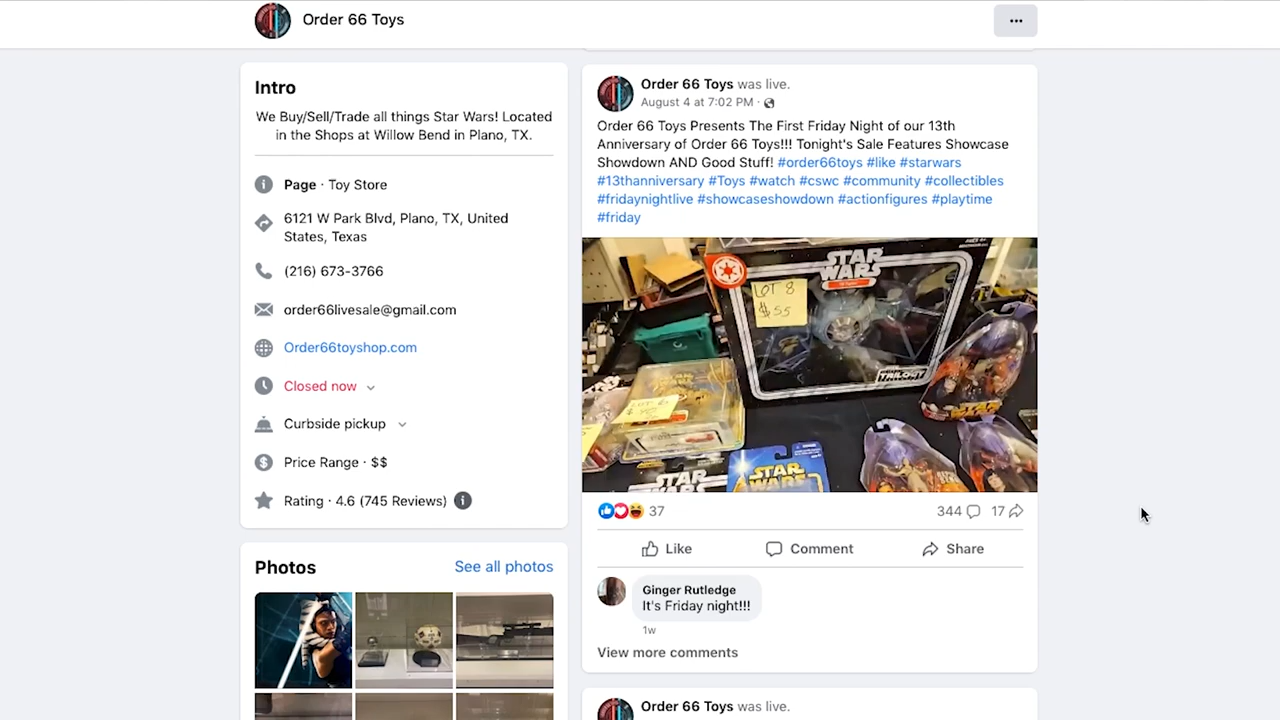 Order 66 Toys
Intro
We Buy/Sell/Trade all things Star Wars! Located
in the Shops at Willow Bend in Plano, TX.
Page · Toy Store
6121 W Park Blvd, Plano, TX, United
States, Texas
(216) 673-3766
order66livesale@gmail.com
Order66toyshop.com
Closed now
Curbside pickup
Price Range · $$
Rating · 4.6 (745 Reviews)
Photos
See all photos
Order 66 Toys was live.
August 4 at 7:02 PM ·
Order 66 Toys Presents The First Friday Night of our 13th
Anniversary of Order 66 Toys!!! Tonight's Sale Features Showcase
Showdown AND Good Stuff! #order66toys #like #starwars
#13thanniversary #Toys #watch #cswc #community #collectibles
#fridaynightlive #showcaseshowdown #actionfigures #playtime
#friday
STAR
WARS
LOT 8
$55
TRILOGY
STAR WARS
STAR
WARS
STAR
WARS
37
344
17
Like
Comment
Share
Ginger Rutledge
It's Friday night!!!
1w
View more comments
Order 66 Toys was live.